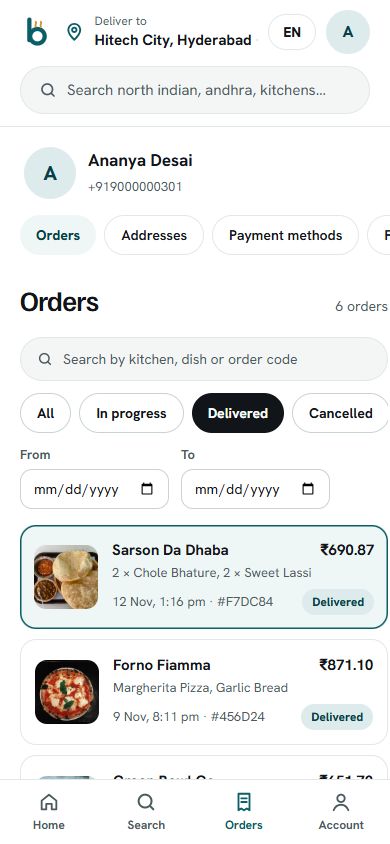 Deliver to
Hitech City, Hyderabad
EN
A
Search north indian, andhra, kitchens...
A
Ananya Desai
+919000000301
Orders
Addresses
Payment methods
Orders
6 orders
Search by kitchen, dish or order code
All
In progress
Delivered
Cancelled
From
To
mm/dd/yyyy
mm/dd/yyyy
Sarson Da Dhaba
₹690.87
2 × Chole Bhature, 2 × Sweet Lassi
12 Nov, 1:16 pm · #F7DC84
Delivered
Forno Fiamma
₹871.10
Margherita Pizza, Garlic Bread
9 Nov, 8:11 pm · #456D24
Delivered
Home
Search
Orders
Account